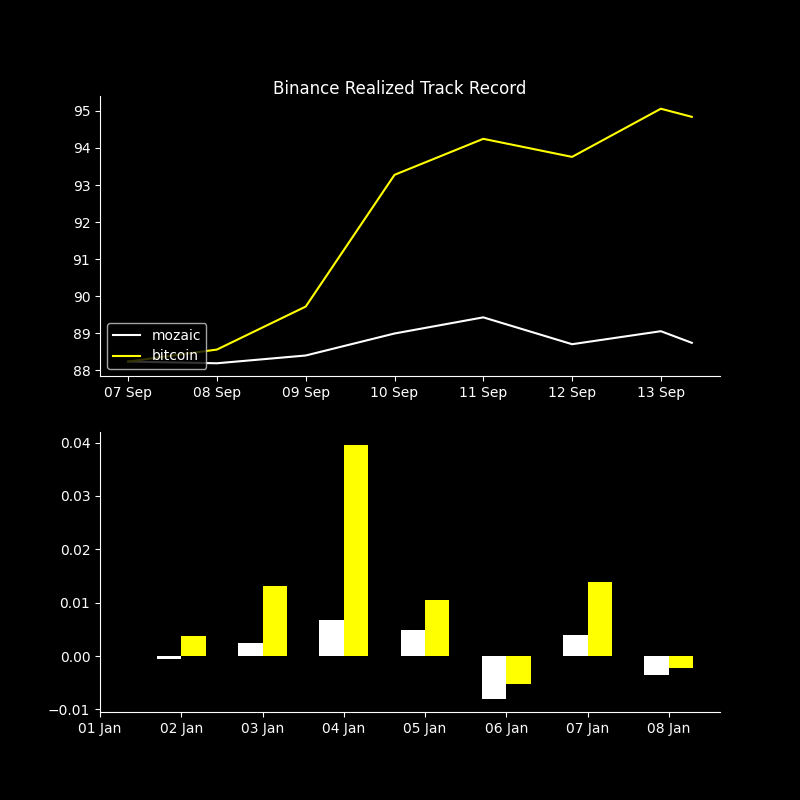 Binance Realized Track Record
95
94
93
92
91
90
89
88
mozaic
bitcoin
07 Sep 08 Sep 09 Sep 10 Sep 11 Sep 12 Sep 13 Sep
0.04
0.03
0.02
0.01
0.00
−0.01
01 Jan 02 Jan 03 Jan 04 Jan 05 Jan 06 Jan 07 Jan 08 Jan